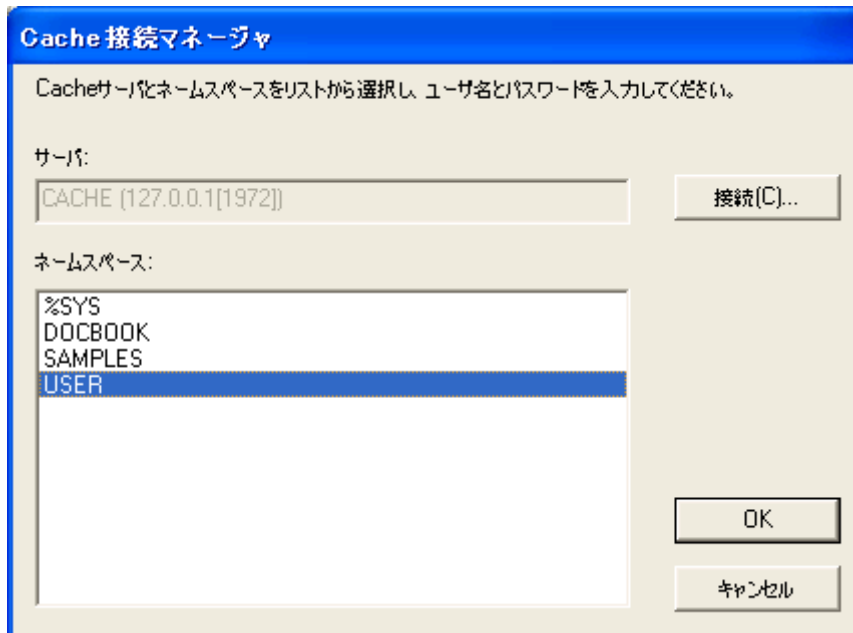 Cache 接続マネージャ
Cacheサーバとネームスペースをリストから選択し、ユーザ名とパスワードを入力してください。
サーバ:
CACHE (127.0.0.1[1972])
接続(C)...
ネームスペース:
%SYS
DOCBOOK
SAMPLES
USER
OK
キャンセル